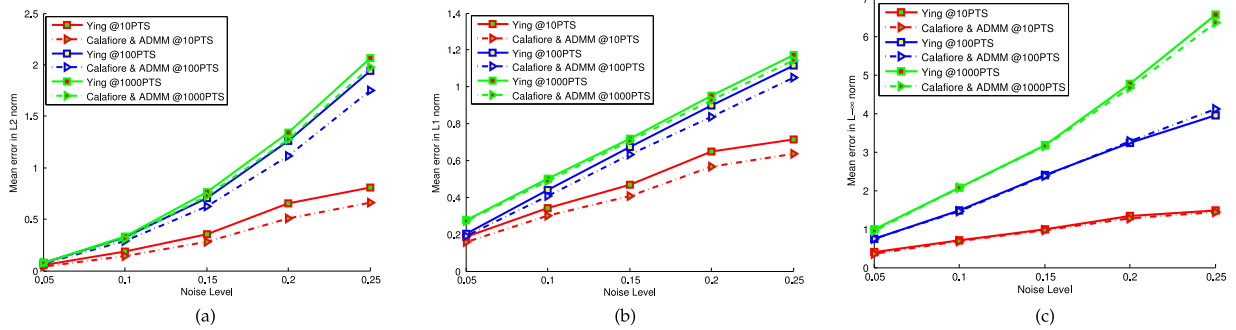 2.5
2
1.5
1
0.5
0
0.05
0.1
0.15
0.2
0.25
Mean error in L2 norm
Noise Level
Ying @10PTS
Calafiore & ADMM @10PTS
Ying @100PTS
Calafiore & ADMM @100PTS
Ying @1000PTS
Calafiore & ADMM @1000PTS
(a)
1.4
1.2
1
0.8
0.6
0.4
0.2
0
0.05
0.1
0.15
0.2
0.25
Mean error in L1 norm
Noise Level
Ying @10PTS
Calafiore & ADMM @10PTS
Ying @100PTS
Calafiore & ADMM @100PTS
Ying @1000PTS
Calafiore & ADMM @1000PTS
(b)
7
6
5
4
3
2
1
0
0.05
0.1
0.15
0.2
0.25
Mean error in L−∞ norm
Noise Level
Ying @10PTS
Calafiore & ADMM @10PTS
Ying @100PTS
Calafiore & ADMM @100PTS
Ying @1000PTS
Calafiore & ADMM @1000PTS
(c)